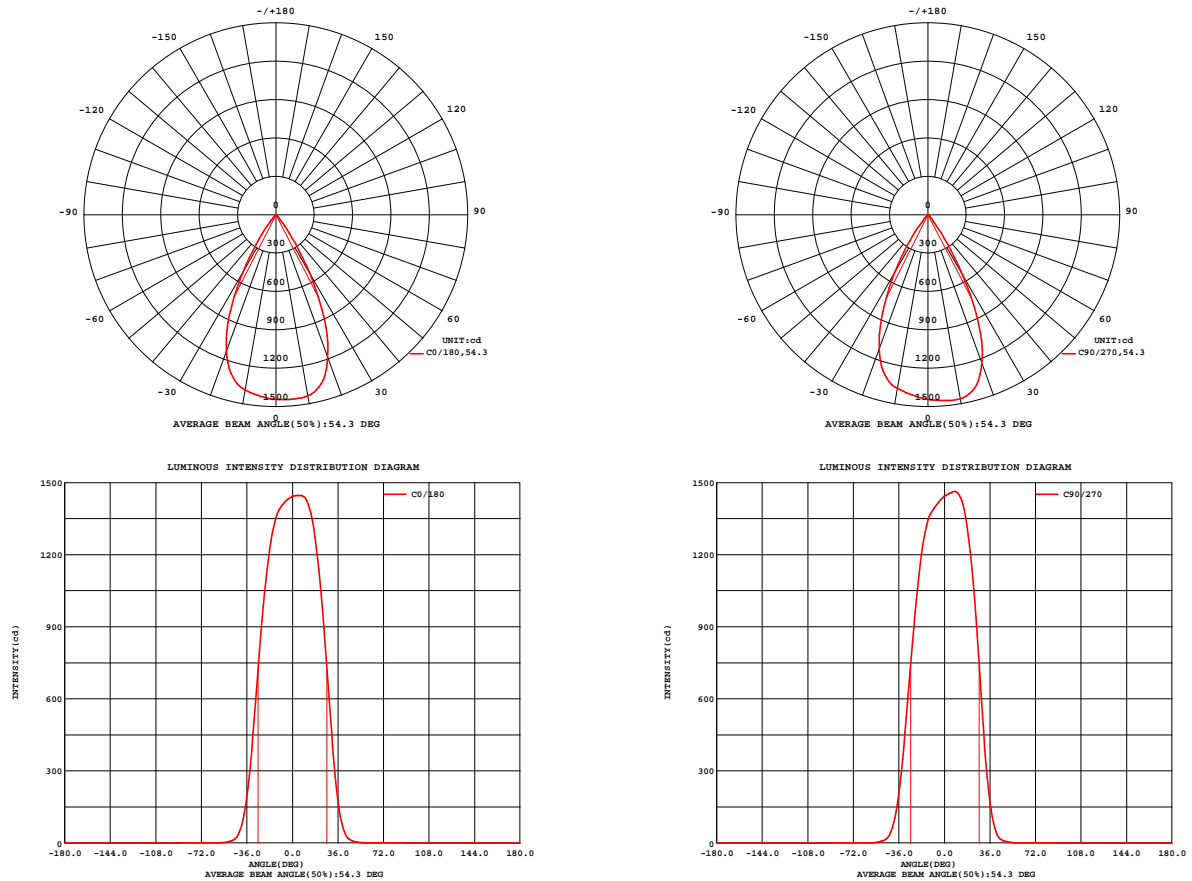 -/+180
-150 150
-120 120
-90 90
0
300
600
900
1200
1500
-60 60
-30 30
0
UNIT:cd
C0/180,54.3
AVERAGE BEAM ANGLE(50%):54.3 DEG
-/+180
-150 150
-120 120
-90 90
0
300
600
900
1200
1500
-60 60
-30 30
0
UNIT:cd
C90/270,54.3
AVERAGE BEAM ANGLE(50%):54.3 DEG
LUMINOUS INTENSITY DISTRIBUTION DIAGRAM
C0/180
INTENSITY(cd)
1500
1200
900
600
300
0
-180.0 -144.0 -108.0 -72.0 -36.0 0.0 36.0 72.0 108.0 144.0 180.0
ANGLE(DEG)
AVERAGE BEAM ANGLE(50%):54.3 DEG
LUMINOUS INTENSITY DISTRIBUTION DIAGRAM
C90/270
INTENSITY(cd)
1500
1200
900
600
300
0
-180.0 -144.0 -108.0 -72.0 -36.0 0.0 36.0 72.0 108.0 144.0 180.0
ANGLE(DEG)
AVERAGE BEAM ANGLE(50%):54.3 DEG